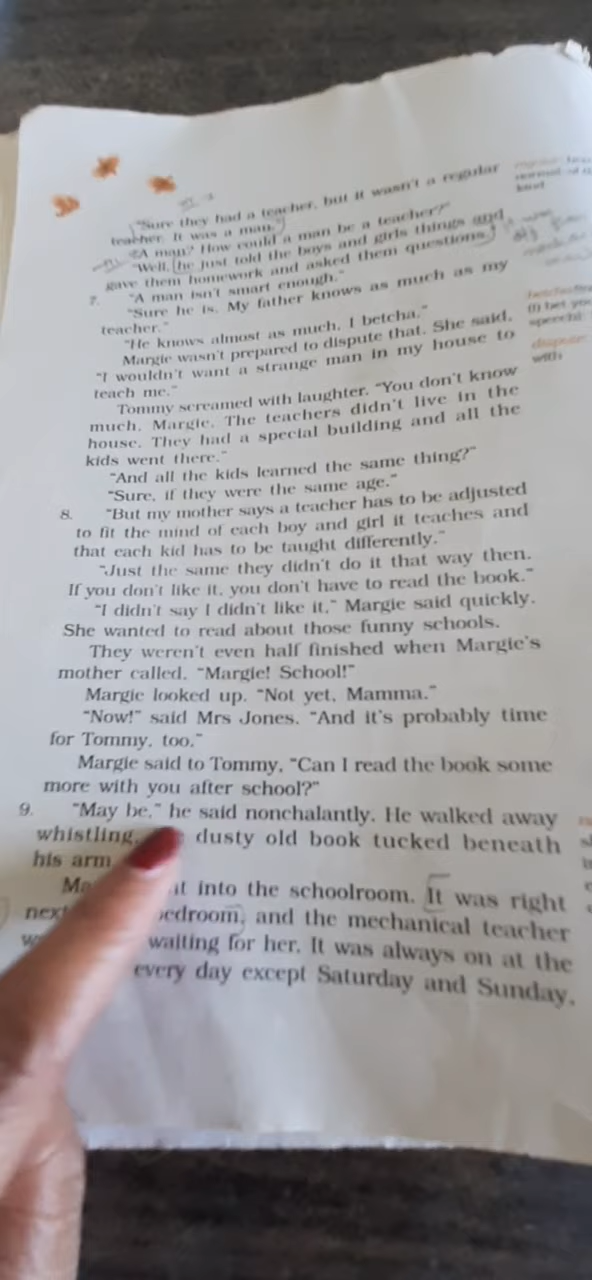 "Sure they had a teacher, but it wasn't a regular
teacher. It was a man."
"A man? How could a man be a teacher?"
"Well, he just told the boys and girls things and
gave them homework and asked them questions."
7. "A man isn't smart enough."
"Sure he is. My father knows as much as my
teacher."
"He knows almost as much, I betcha."
Margie wasn't prepared to dispute that. She said,
"I wouldn't want a strange man in my house to
teach me."
Tommy screamed with laughter. "You don't know
much, Margie. The teachers didn't live in the
house. They had a special building and all the
kids went there."
"And all the kids learned the same thing?"
"Sure, if they were the same age."
8. "But my mother says a teacher has to be adjusted
to fit the mind of each boy and girl it teaches and
that each kid has to be taught differently."
"Just the same they didn't do it that way then.
If you don't like it, you don't have to read the book."
"I didn't say I didn't like it," Margie said quickly.
She wanted to read about those funny schools.
They weren't even half finished when Margie's
mother called, "Margie! School!"
Margie looked up. "Not yet, Mamma."
"Now!" said Mrs Jones. "And it's probably time
for Tommy, too."
Margie said to Tommy, "Can I read the book some
more with you after school?"
9. "May be," he said nonchalantly. He walked away
whistling, dusty old book tucked beneath
his arm
into the schoolroom. It was right
next bedroom, and the mechanical teacher
waiting for her. It was always on at the
every day except Saturday and Sunday,
normal
kind
(I) bet you
speech)
dispute
with